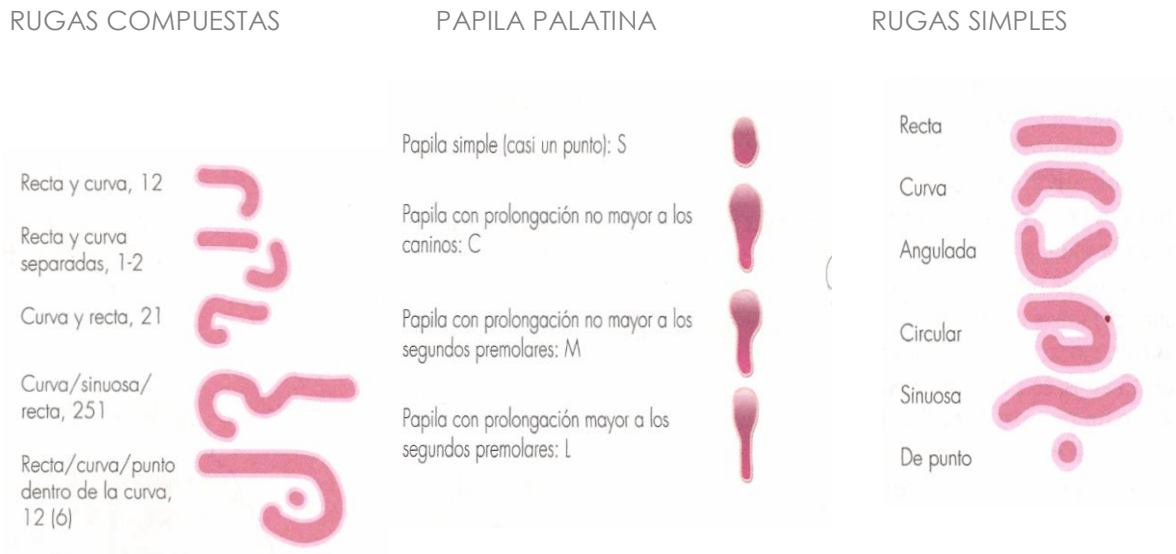 RUGAS COMPUESTAS
PAPILA PALATINA
RUGAS SIMPLES
Recta y curva, 12
Recta y curva
separadas, 1-2
Curva y recta, 21
Curva/sinuosa/
recta, 251
Recta/curva/punto
dentro de la curva,
12 (6)
Papila simple (casi un punto): S
Papila con prolongación no mayor a los
caninos: C
Papila con prolongación no mayor a los
segundos premolares: M
Papila con prolongación mayor a los
segundos premolares: L
Recta
Curva
Angulada
Circular
Sinuosa
De punto